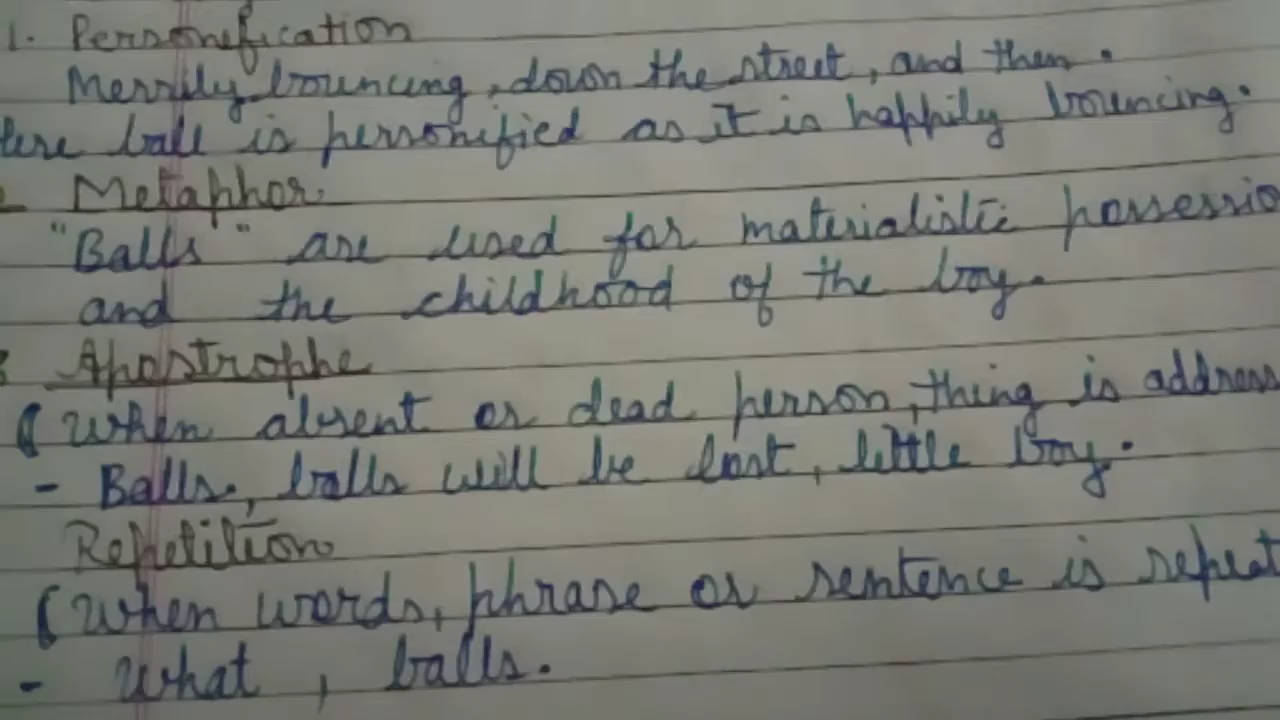 1. Personification
Merrily bouncing, down the street, and then.
Here ball is personified as it is happily bouncing.
2 Metaphor.
"Balls" are used for materialistic possessio
and the childhood of the boy.
3 Apostrophe
(When absent or dead person, thing is address
- Balls, balls will be lost, little boy.
Repetition
(When words, phrase or sentence is repeat
- What, balls.